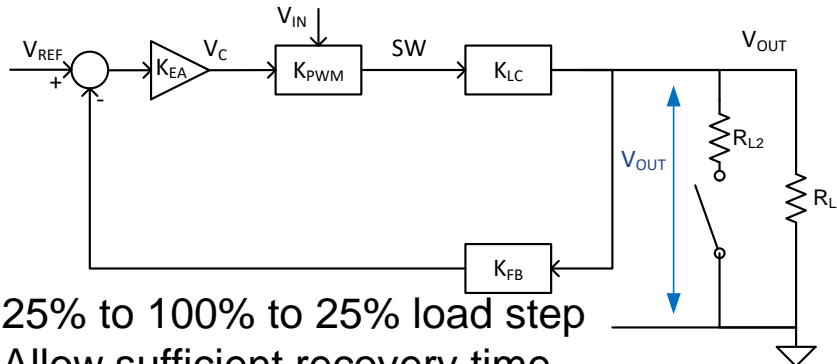 V_IN
V_REF
+
-
K_EA
V_C
K_PWM
SW
K_LC
V_OUT
V_OUT
R_L2
R_L
K_FB
25% to 100% to 25% load step
Allow sufficient recovery time